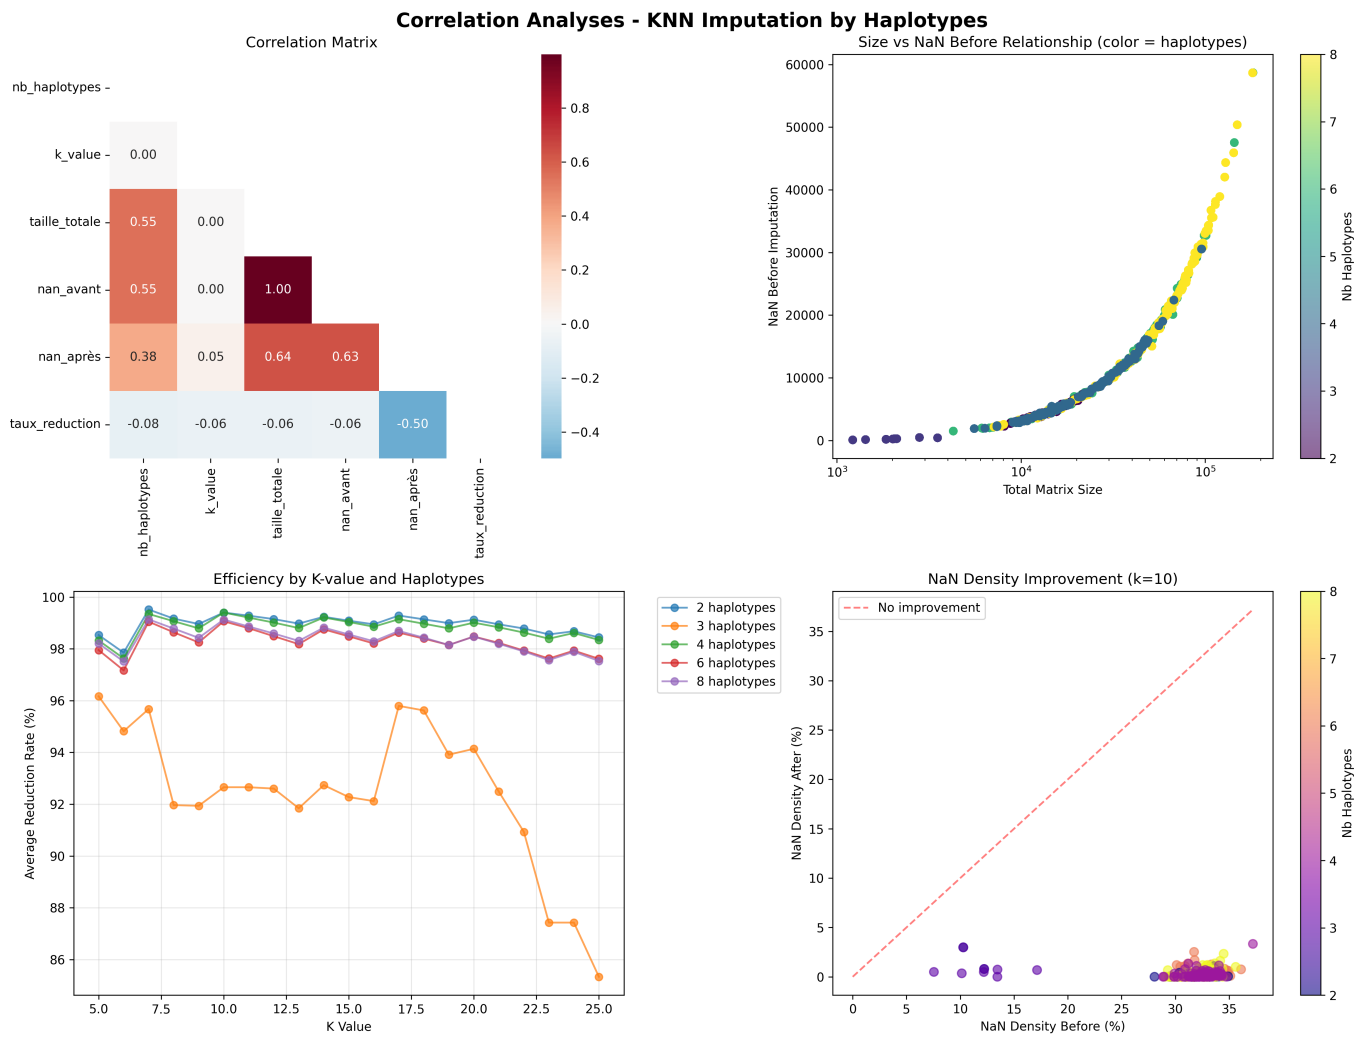 Correlation Analyses - KNN Imputation by Haplotypes
Correlation Matrix
nb_haplotypes
k_value
taille_totale
nan_avant
nan_après
taux_reduction
0.00
0.55 0.00
0.55 0.00 1.00
0.38 0.05 0.64 0.63
-0.08 -0.06 -0.06 -0.06 -0.50
nb_haplotypes
k_value
taille_totale
nan_avant
nan_après
taux_reduction
0.8
0.6
0.4
0.2
0.0
−0.2
−0.4
Size vs NaN Before Relationship (color = haplotypes)
NaN Before Imputation
60000
50000
40000
30000
20000
10000
0
10³ 10⁴ 10⁵
Total Matrix Size
8
7
6
5
4
3
2
Nb Haplotypes
Efficiency by K-value and Haplotypes
Average Reduction Rate (%)
100
98
96
94
92
90
88
86
5.0 7.5 10.0 12.5 15.0 17.5 20.0 22.5 25.0
K Value
2 haplotypes
3 haplotypes
4 haplotypes
6 haplotypes
8 haplotypes
NaN Density Improvement (k=10)
No improvement
NaN Density After (%)
35
30
25
20
15
10
5
0
0 5 10 15 20 25 30 35
NaN Density Before (%)
8
7
6
5
4
3
2
Nb Haplotypes